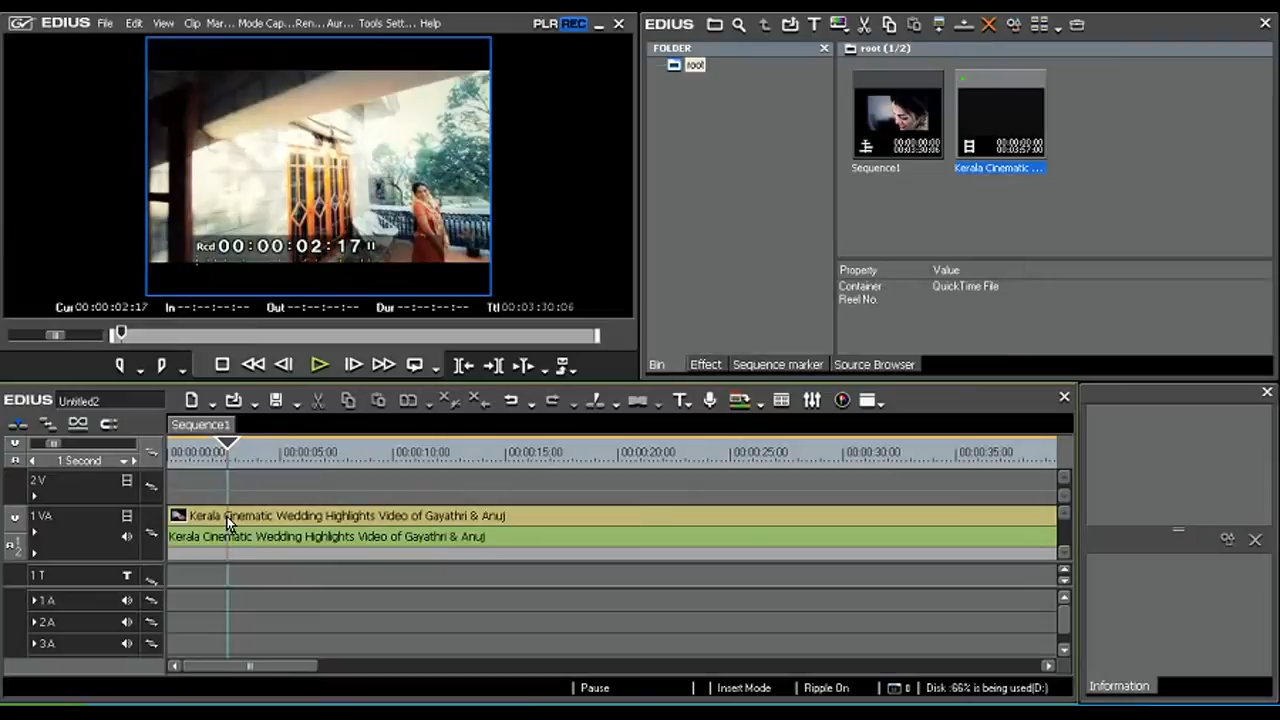 EDIUS File Edit View Clip Mar... Mode Cap... Ren... Aur... Tools Sett... Help PLR REC
Rcd 00:00:02:17
Cur 00:00:02:17 In --:--:--:-- Out --:--:--:-- Dur --:--:--:-- Ttl 00:03:30:06
EDIUS
FOLDER
root
root (1/2)
00:00:00:00
00:03:30:06
Sequence1
00:00:00:00
00:03:57:00
Kerala Cinematic ...
Property Value
Container QuickTime File
Reel No.
Bin Effect Sequence marker Source Browser
EDIUS Untitled2
Sequence1
1 Second
00:00:00:00 00:00:05:00 00:00:10:00 00:00:15:00 00:00:20:00 00:00:25:00 00:00:30:00 00:00:35:00
2 V
1 VA
Kerala Cinematic Wedding Highlights Video of Gayathri & Anuj
Kerala Cinematic Wedding Highlights Video of Gayathri & Anuj
1 T T
1 A
2 A
3 A
Pause Insert Mode Ripple On 0 Disk :66% is being used(D:)
Information